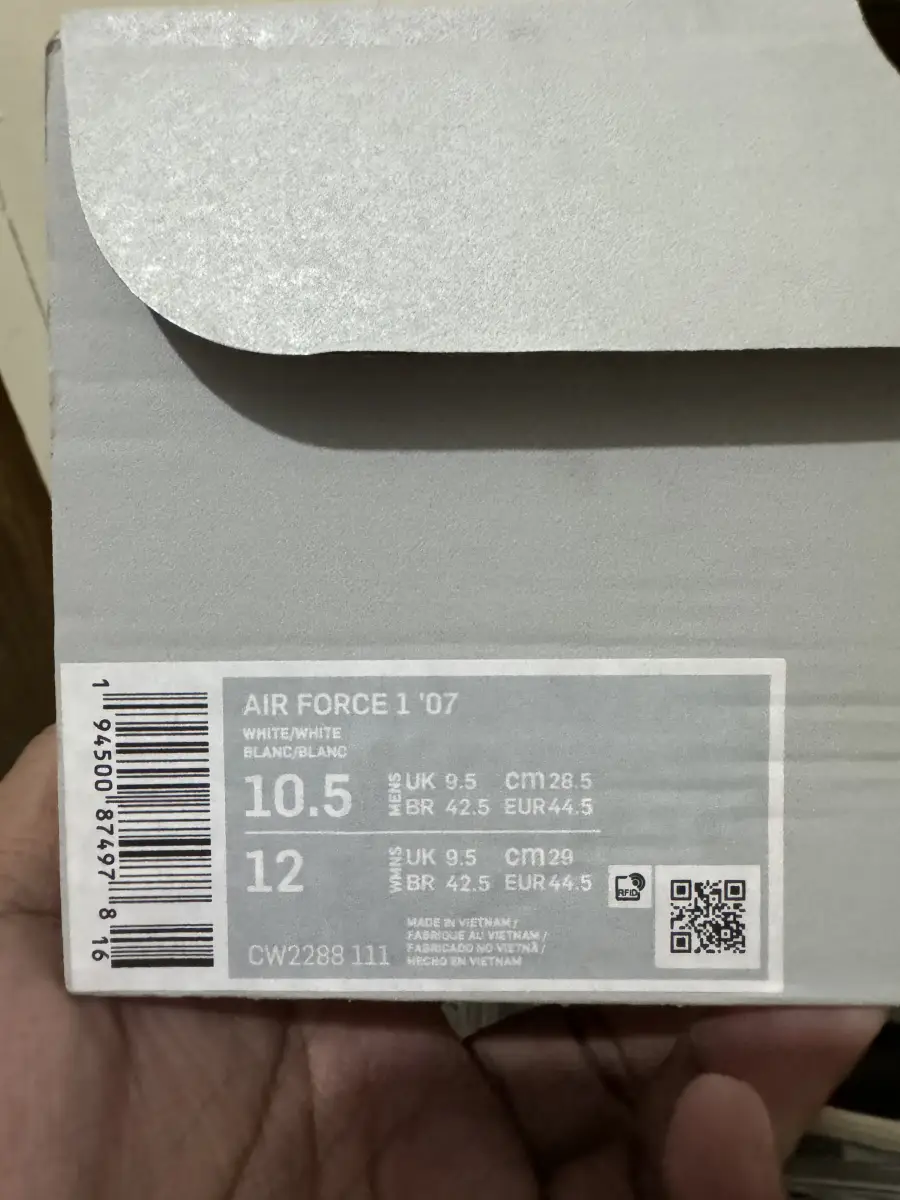 AIR FORCE 1 '07
WHITE/WHITE
BLANC/BLANC
10.5 MENS UK 9.5 cm 28.5
BR 42.5 EUR 44.5
12 WMNS UK 9.5 cm 29
BR 42.5 EUR 44.5
RFID
CW2288 111
MADE IN VIETNAM /
FABRIQUE AU VIETNAM /
FABRICADO NO VIETNÃ /
HECHO EN VIETNAM
1 94500 87497 8 16